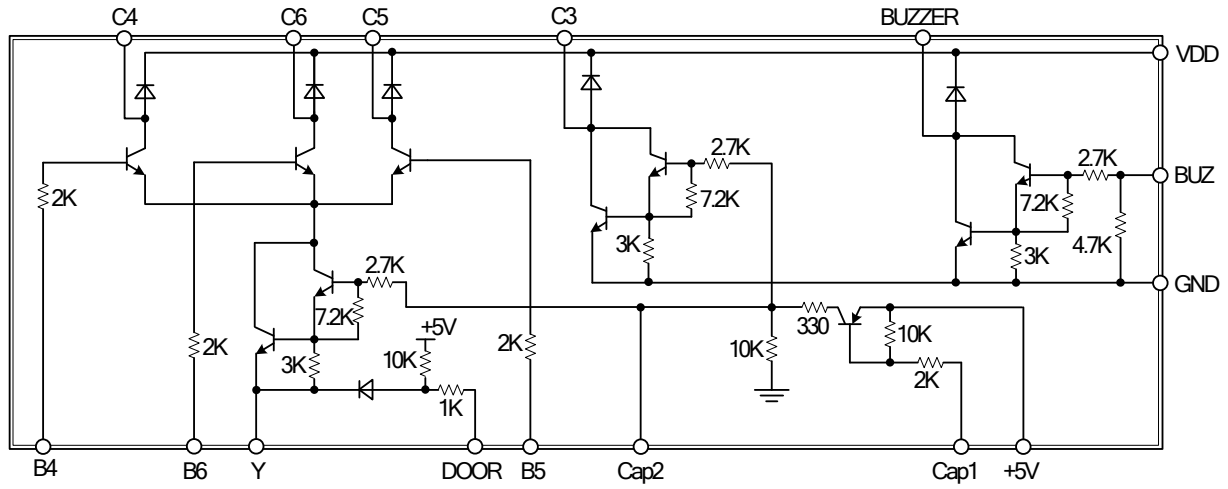 C4
C6
C5
C3
BUZZER
VDD
2.7K
2.7K
BUZ
2K
7.2K
7.2K
4.7K
3K
3K
2.7K
GND
7.2K
+5V
330
10K
2K
3K
10K
2K
10K
2K
1K
B4
B6
Y
DOOR
B5
Cap2
Cap1
+5V